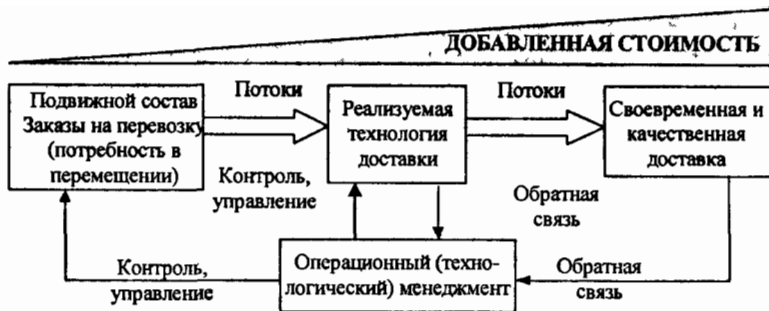 ДОБАВЛЕННАЯ СТОИМОСТЬ
Подвижной состав
Заказы на перевозку
(потребность в
перемещении)
Потоки
Реализуемая
технология
доставки
Потоки
Своевременная и
качественная
доставка
Контроль,
управление
Обратная
связь
Контроль,
управление
Операционный (техно-
логический) менеджмент
Обратная
связь